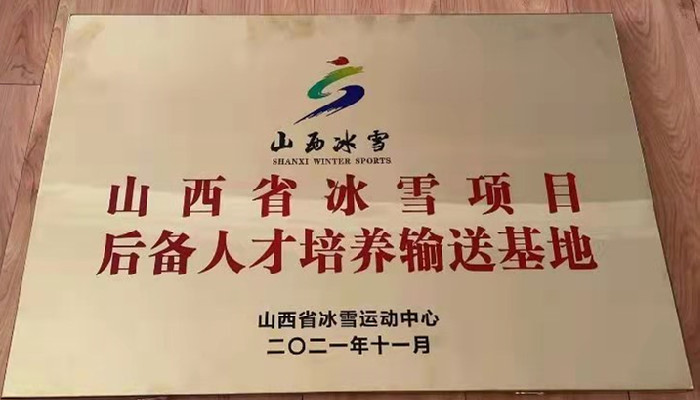 山西冰雪
SHANXI WINTER SPORTS
山西省冰雪项目
后备人才培养输送基地
山西省冰雪运动中心
二〇二一年十一月